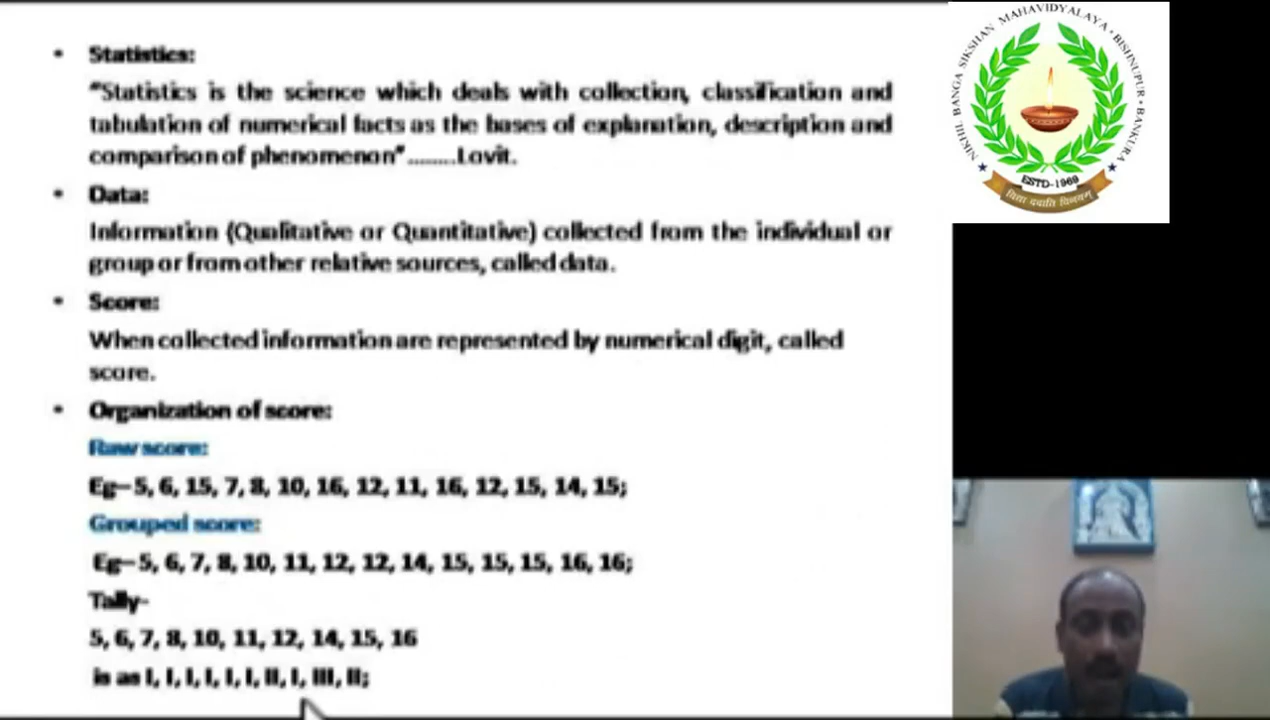 • Statistics:
"Statistics is the science which deals with collection, classification and
tabulation of numerical facts as the bases of explanation, description and
comparison of phenomenon"........Lovit.
• Data:
Information (Qualitative or Quantitative) collected from the individual or
group or from other relative sources, called data.
• Score:
When collected information are represented by numerical digit, called
score.
• Organization of score:
Raw score:
Eg–5, 6, 15, 7, 8, 10, 16, 12, 11, 16, 12, 15, 14, 15;
Grouped score:
Eg–5, 6, 7, 8, 10, 11, 12, 12, 14, 15, 15, 15, 16, 16;
Tally-
5, 6, 7, 8, 10, 11, 12, 14, 15, 16
is as I, I, I, I, I, I, II, I, III, II;
NIKHIL BANGA SIKSHAN MAHAVIDYALAYA • BISHNUPUR • BANKURA
ESTD-1969
विद्या ददाति विनयम्